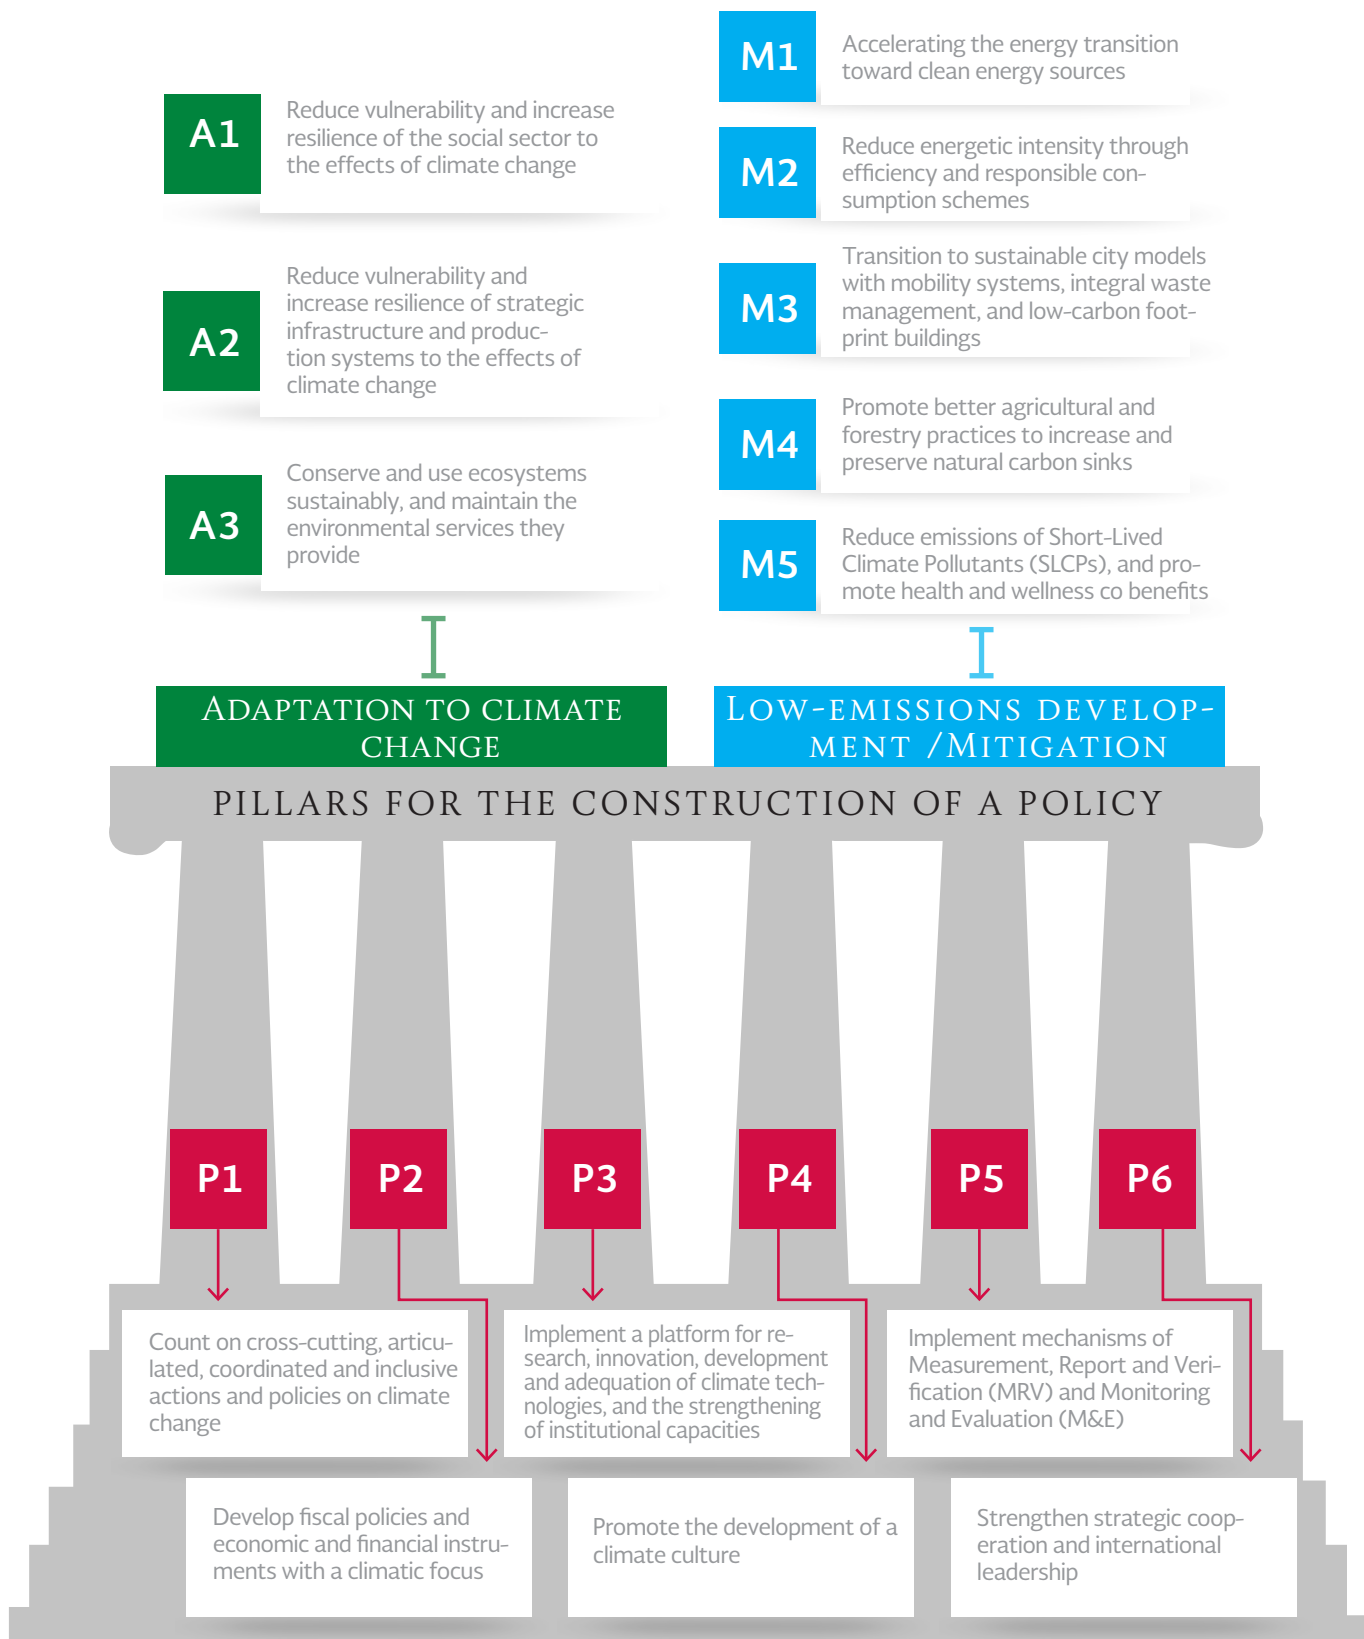 A1
Reduce vulnerability and increase
resilience of the social sector to
the effects of climate change
A2
Reduce vulnerability and
increase resilience of strategic
infrastructure and produc-
tion systems to the effects of
climate change
A3
Conserve and use ecosystems
sustainably, and maintain the
environmental services they
provide
ADAPTATION TO CLIMATE
CHANGE
M1
Accelerating the energy transition
toward clean energy sources
M2
Reduce energetic intensity through
efficiency and responsible con-
sumption schemes
M3
Transition to sustainable city models
with mobility systems, integral waste
management, and low-carbon foot-
print buildings
M4
Promote better agricultural and
forestry practices to increase and
preserve natural carbon sinks
M5
Reduce emissions of Short-Lived
Climate Pollutants (SLCPs), and pro-
mote health and wellness co benefits
LOW-EMISSIONS DEVELOP-
MENT /MITIGATION
PILLARS FOR THE CONSTRUCTION OF A POLICY
P1
Count on cross-cutting, articu-
lated, coordinated and inclusive
actions and policies on climate
change
P2
Develop fiscal policies and
economic and financial instru-
ments with a climatic focus
P3
Implement a platform for re-
search, innovation, development
and adequation of climate tech-
nologies, and the strengthening
of institutional capacities
P4
Promote the development of a
climate culture
P5
Implement mechanisms of
Measurement, Report and Veri-
fication (MRV) and Monitoring
and Evaluation (M&E)
P6
Strengthen strategic coop-
eration and international
leadership